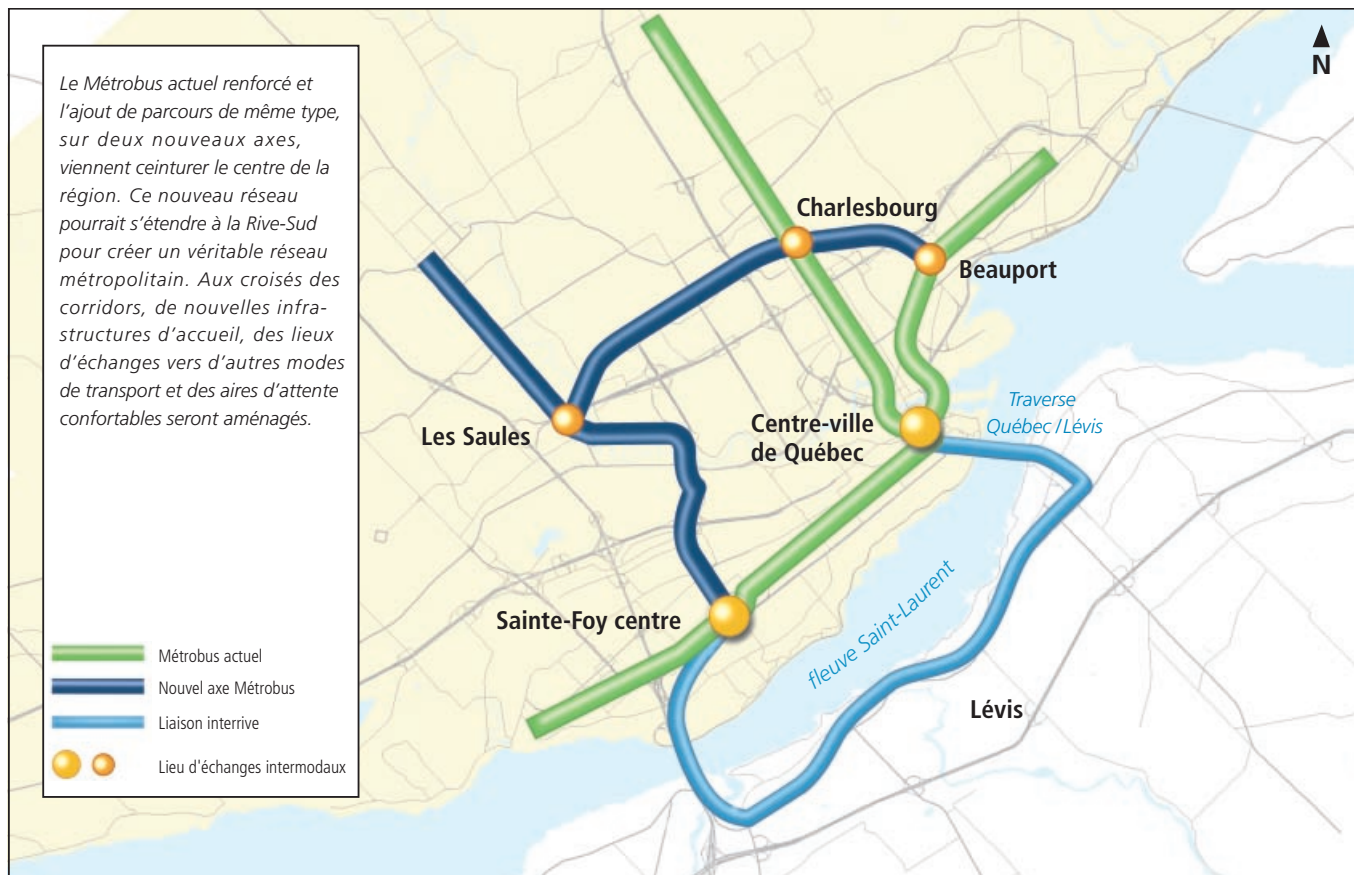 Le Métrobus actuel renforcé et
l'ajout de parcours de même type,
sur deux nouveaux axes,
viennent ceinturer le centre de la
région. Ce nouveau réseau
pourrait s'étendre à la Rive-Sud
pour créer un véritable réseau
métropolitain. Aux croisés des
corridors, de nouvelles infra-
structures d'accueil, des lieux
d'échanges vers d'autres modes
de transport et des aires d'attente
confortables seront aménagés.
Métrobus actuel
Nouvel axe Métrobus
Liaison interrive
Lieu d'échanges intermodaux
N
Charlesbourg
Beauport
Les Saules
Centre-ville
de Québec
Traverse
Québec / Lévis
Sainte-Foy centre
fleuve Saint-Laurent
Lévis